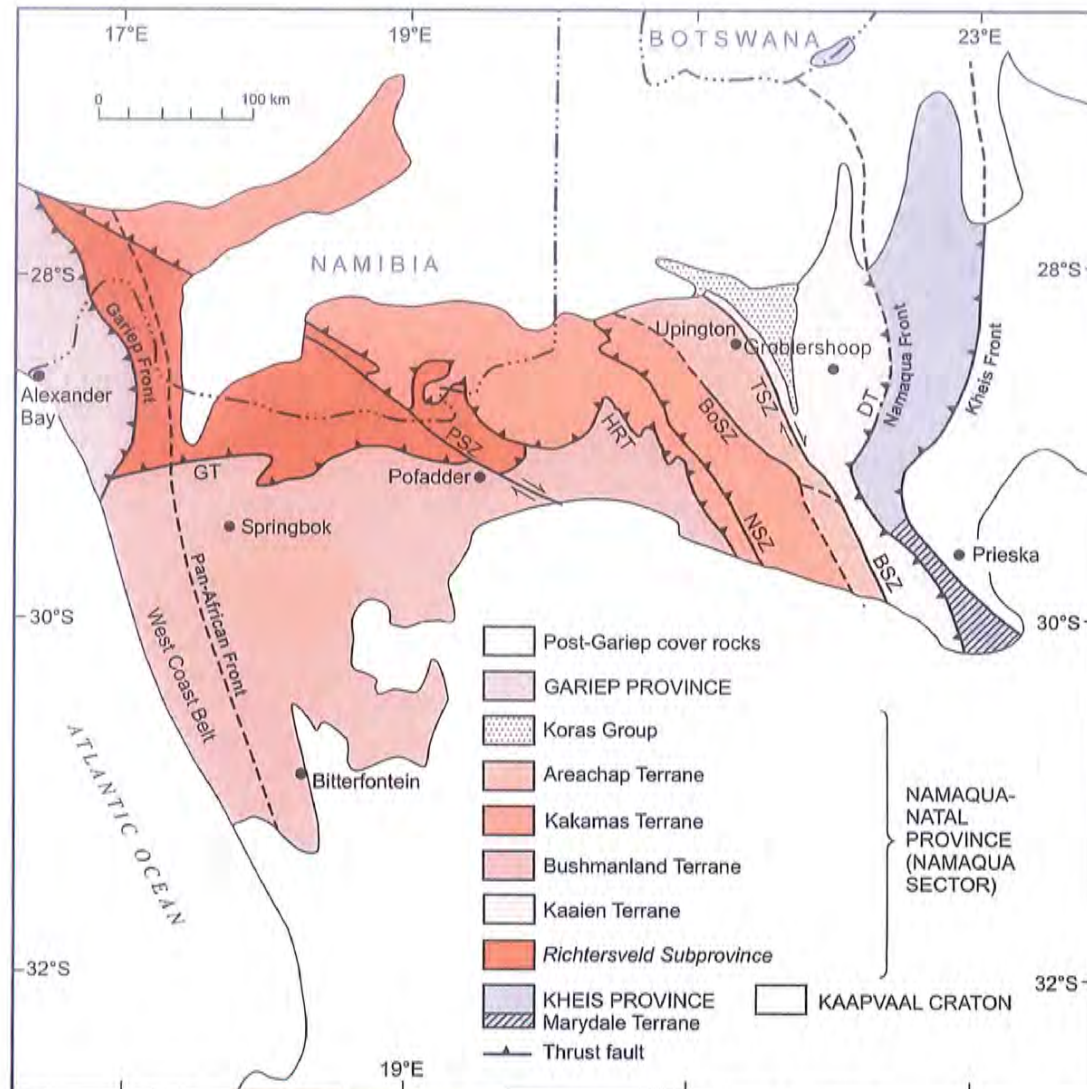 17°E
19°E
BOTSWANA
23°E
0
100 km
28°S
NAMIBIA
28°S
Gariep Front
Upington
Groblershoop
Namaqua Front
Kheis Front
Alexander
Bay
DT
TSZ
BoSZ
HRT
PSZ
GT
Pofadder
Springbok
NSZ
BSZ
Prieska
Pan-African Front
West Coast Belt
30°S
30°S
Bitterfontein
ATLANTIC OCEAN
Post-Gariep cover rocks
GARIEP PROVINCE
Koras Group
Areachap Terrane
Kakamas Terrane
Bushmanland Terrane
Kaaien Terrane
Richtersveld Subprovince
NAMAQUA-
NATAL
PROVINCE
(NAMAQUA
SECTOR)
32°S
32°S
KHEIS PROVINCE
KAAPVAAL CRATON
Marydale Terrane
Thrust fault
19°E